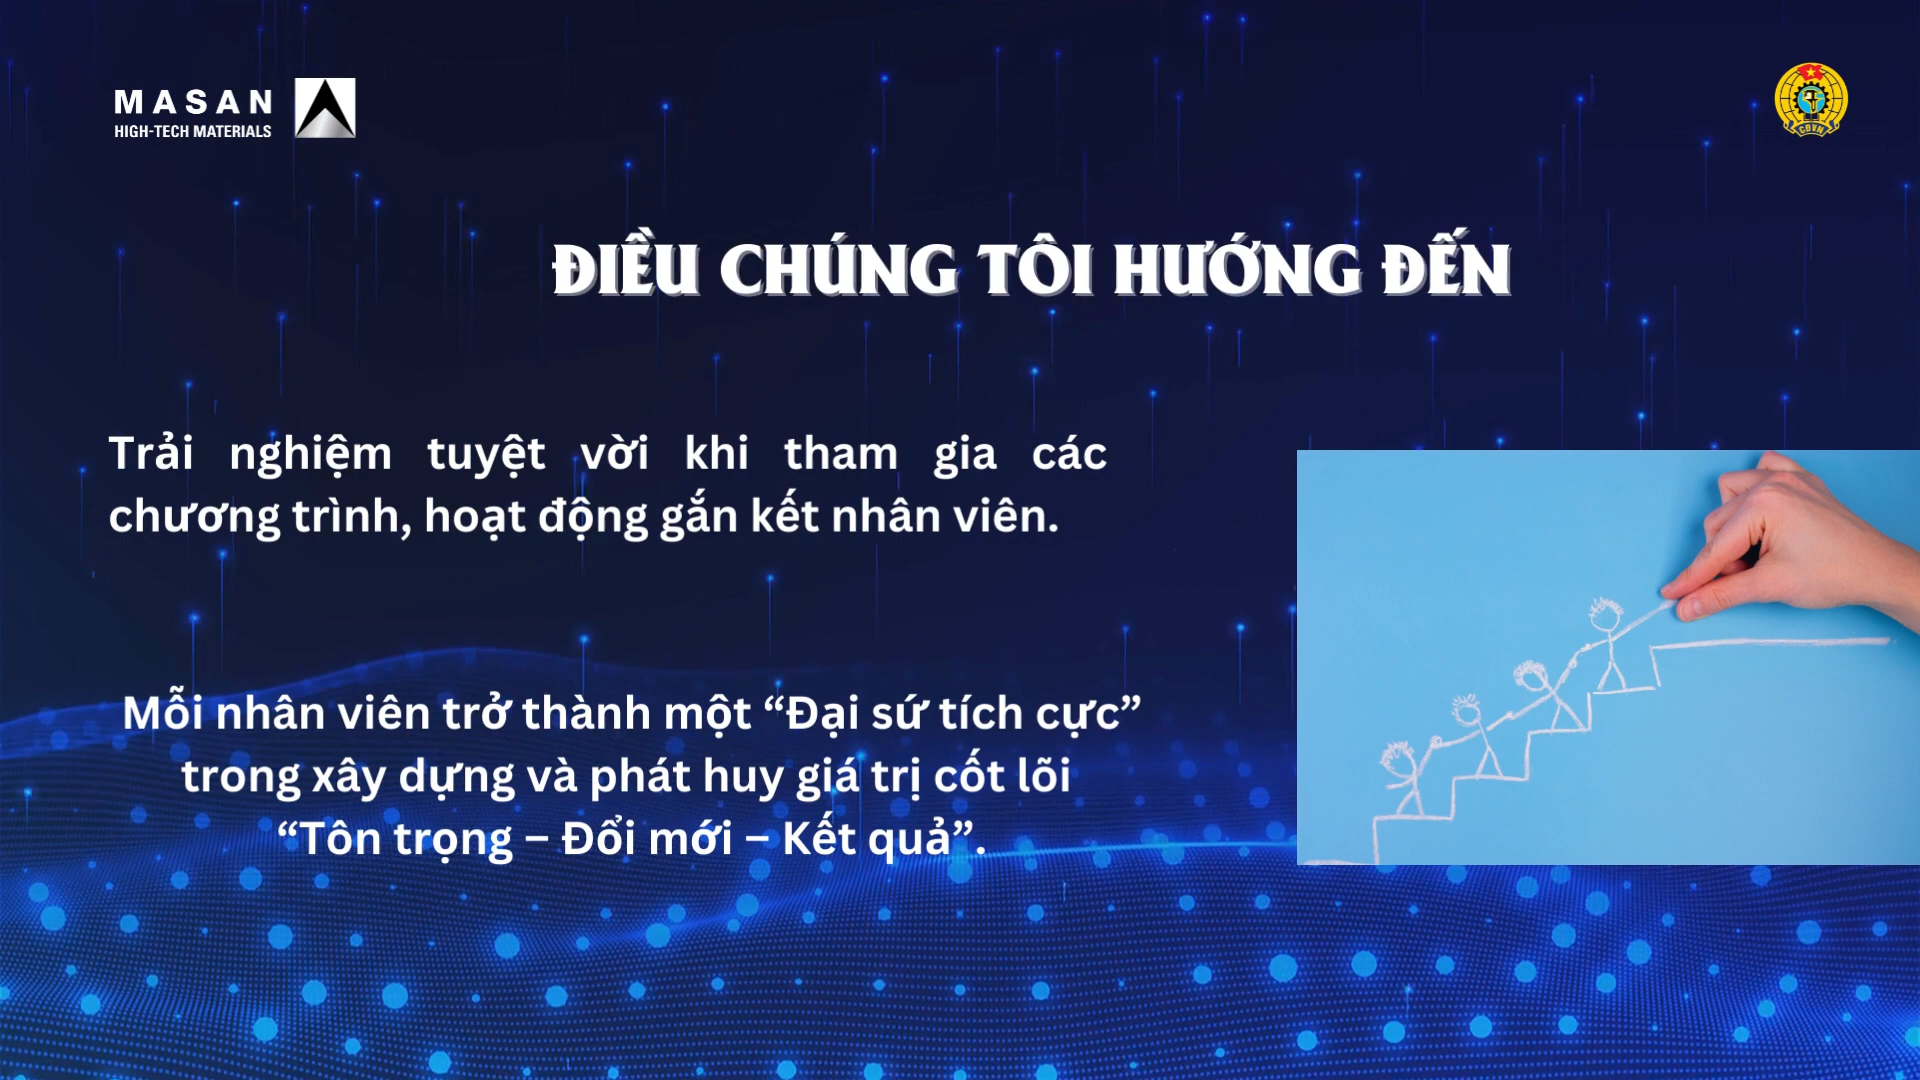 MASAN
HIGH-TECH MATERIALS
CĐVN
ĐIỀU CHÚNG TÔI HƯỚNG ĐẾN
Trải nghiệm tuyệt vời khi tham gia các
chương trình, hoạt động gắn kết nhân viên.
Mỗi nhân viên trở thành một “Đại sứ tích cực”
trong xây dựng và phát huy giá trị cốt lõi
“Tôn trọng – Đổi mới – Kết quả”.